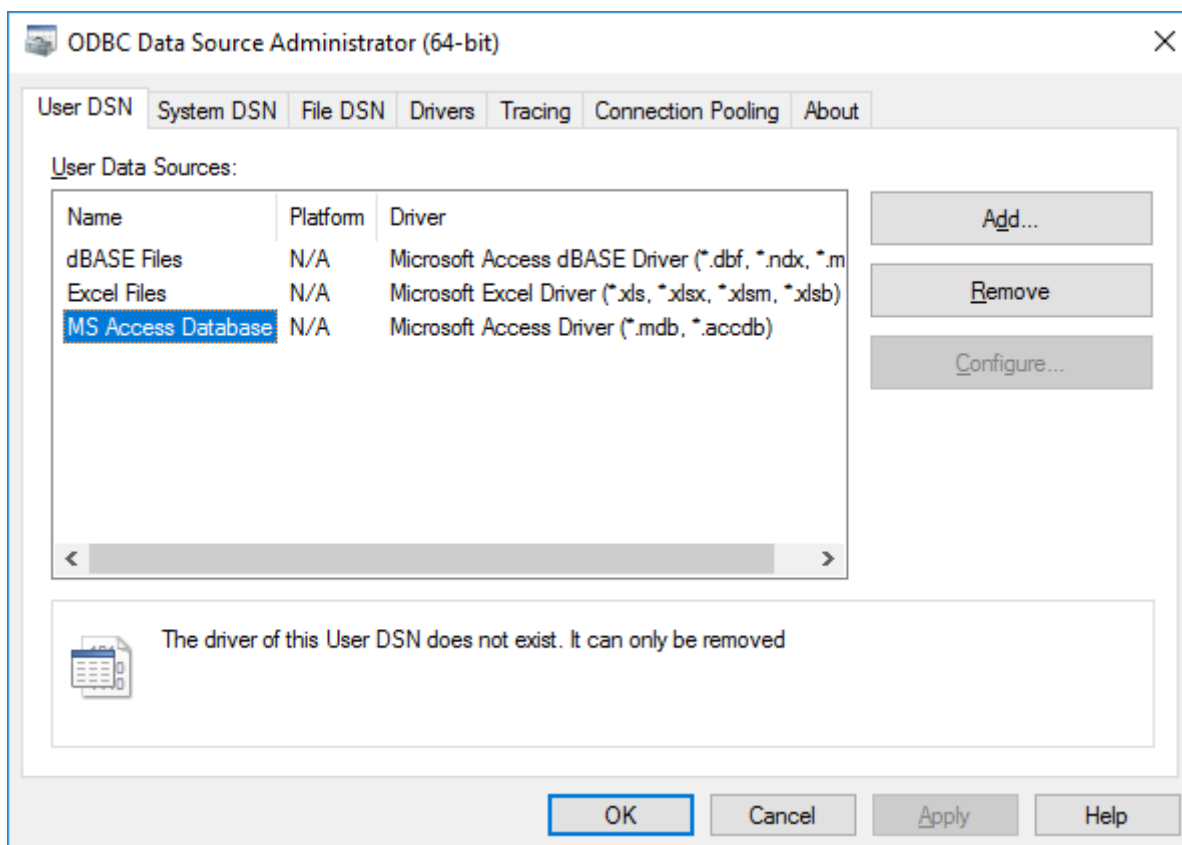 ODBC Data Source Administrator (64-bit)
User DSN System DSN File DSN Drivers Tracing Connection Pooling About
User Data Sources:
Name Platform Driver
dBASE Files N/A Microsoft Access dBASE Driver (*.dbf, *.ndx, *.m
Excel Files N/A Microsoft Excel Driver (*.xls, *.xlsx, *.xlsm, *.xlsb)
MS Access Database N/A Microsoft Access Driver (*.mdb, *.accdb)
Add...
Remove
Configure...
The driver of this User DSN does not exist. It can only be removed
OK Cancel Apply Help